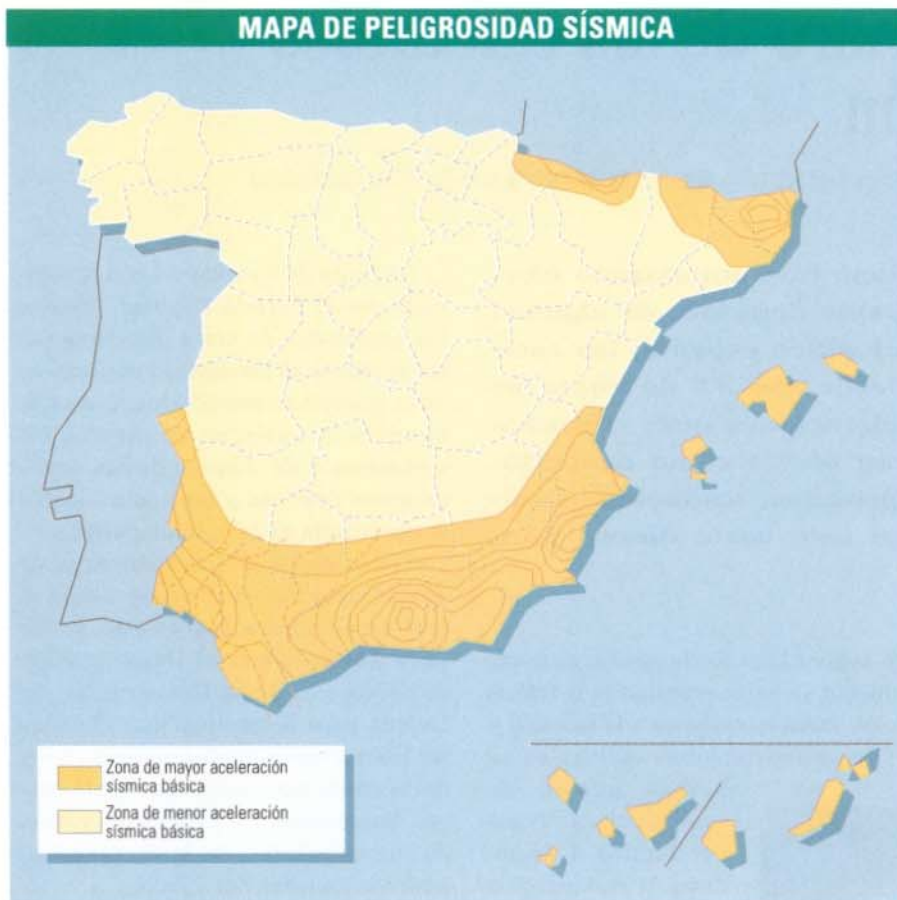 MAPA DE PELIGROSIDAD SÍSMICA
Zona de mayor aceleración
sísmica básica
Zona de menor aceleración
sísmica básica